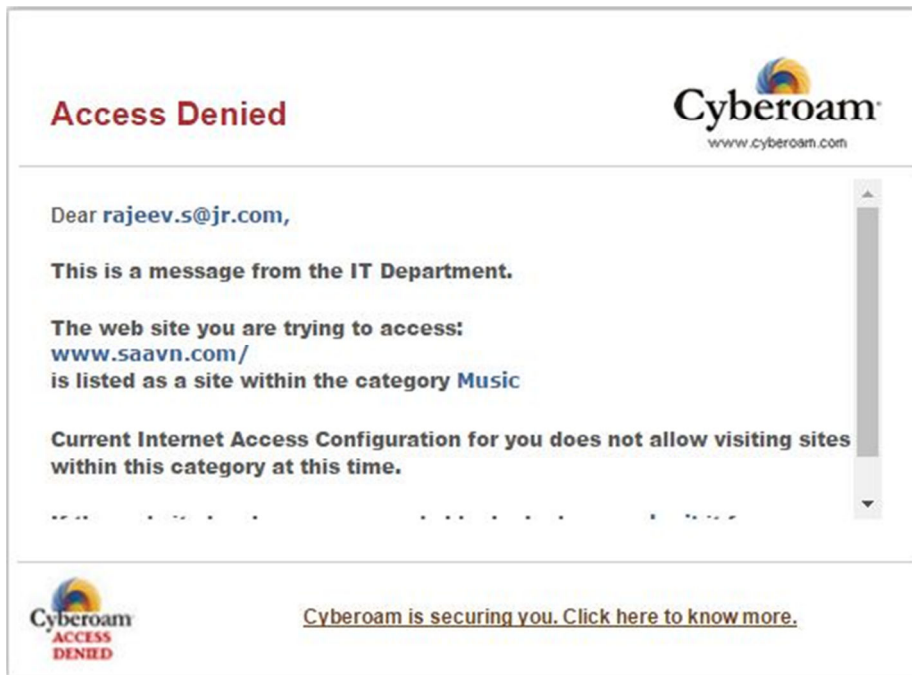 Access Denied
Cyberoam
www.cyberoam.com
Dear rajeev.s@jr.com,
This is a message from the IT Department.
The web site you are trying to access:
www.saavn.com/
is listed as a site within the category Music
Current Internet Access Configuration for you does not allow visiting sites
within this category at this time.
Cyberoam
ACCESS
DENIED
Cyberoam is securing you. Click here to know more.